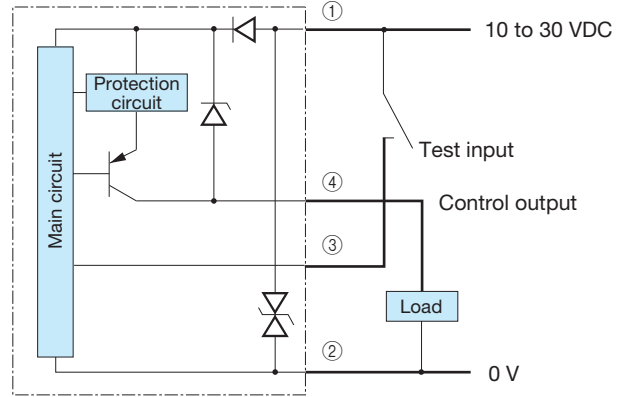 ①
10 to 30 VDC
Protection
circuit
Main circuit
Test input
④
Control output
③
Load
②
0 V